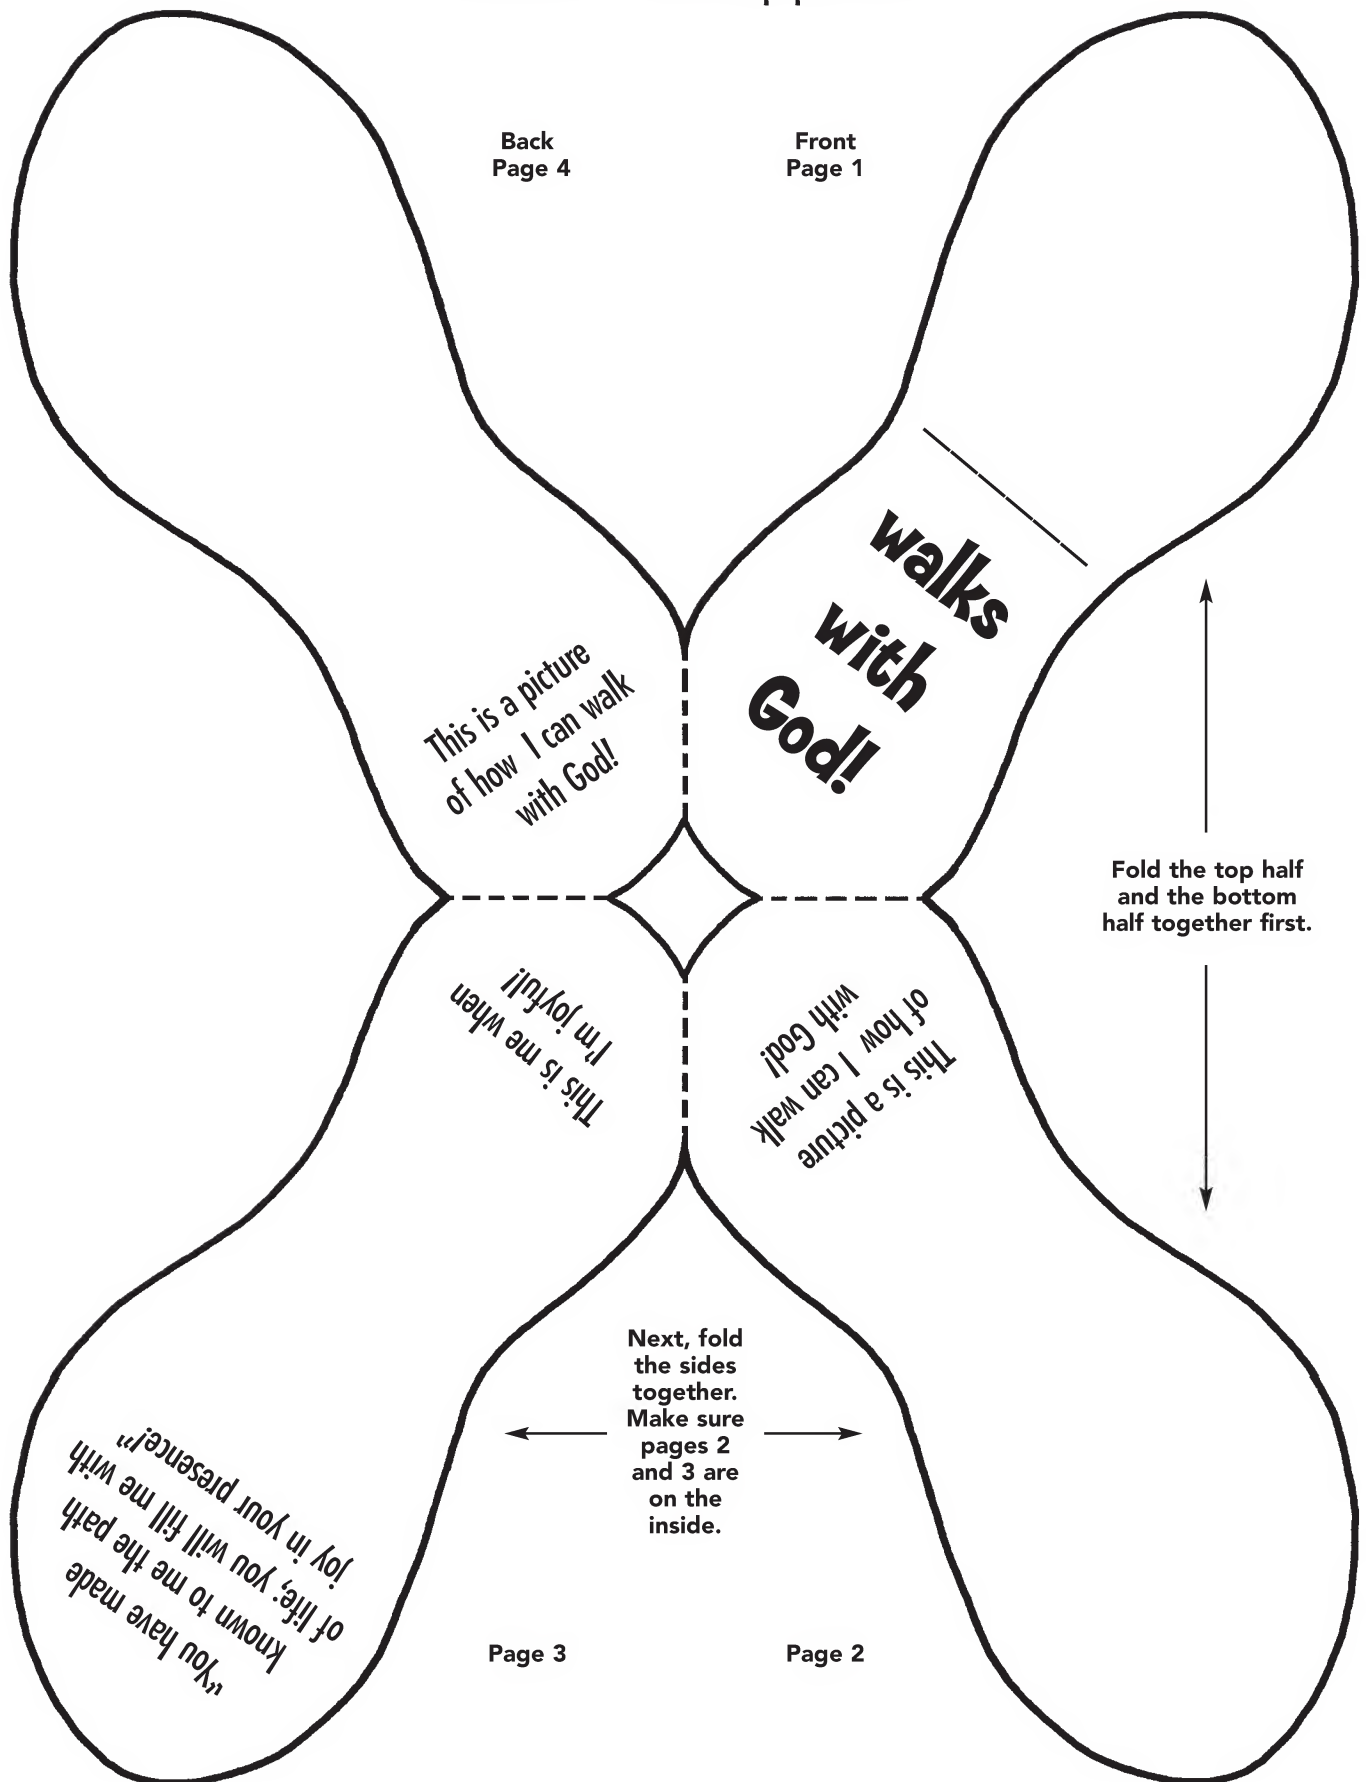 Back
Page 4
Front
Page 1
walks
with
God!
This is a picture
of how I can walk
with God!
Fold the top half
and the bottom
half together first.
This is me when
I'm joyful!
This is a picture
of how I can walk
with God!
Next, fold
the sides
together.
Make sure
pages 2
and 3 are
on the
inside.
"You have made
known to me the path
of life; you will fill me with
joy in your presence!"
Page 3
Page 2